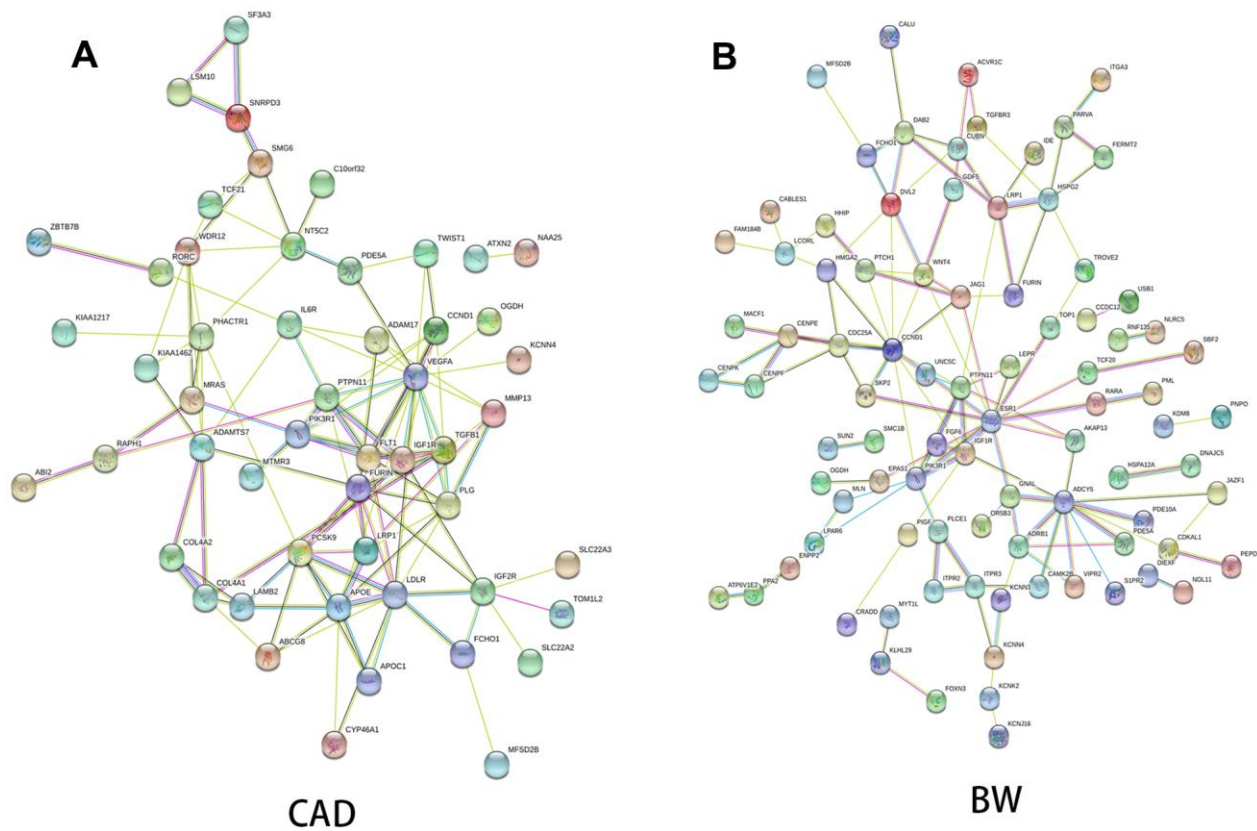 A
SF3A3
LSM10
SNRPD3
SMG6
C10orf32
TCF21
ZBTB7B
WDR12
NT5C2
TWIST1
ATXN2
NAA25
RORC
PDE5A
KIAA1217
IL6R
ADAM17
CCND1
OGDH
PHACTR1
KIAA1462
VEGFA
KCNN4
MRAS
PTPN11
MMP13
PIK3R1
RAPH1
ADAMTS7
FLT1
IGF1R
TGFB1
ABI2
MTMR3
FURIN
PLG
COL4A2
PCSK9
LRP1
COL4A1
LAMB2
APOE
LDLR
IGF2R
SLC22A3
TOM1L2
ABCG8
APOC1
FCHO1
SLC22A2
CYP46A1
MFSD2B
CAD
B
CALU
MFSD2B
ACVR1C
ITGA3
DAB2
TGFBR3
PARVA
FCHO1
CUBN
IDE
FERMT2
DVL2
GDF5
LRP1
HSPG2
CABLES1
HHIP
FAM184B
LCORL
HMGA2
PTCH1
WNT4
TROVE2
JAG1
FURIN
USB1
CCDC12
MACF1
CENPE
CDC25A
CCND1
TOP1
RNF135
NLRC5
CENPK
CENPF
UNC5C
LEPR
TCF20
SBF2
SKP2
PTPN11
ESR1
RARA
PML
KDM8
PNPO
SUN2
SMC1B
FGF6
IGF1R
AKAP13
OGDH
EPAS1
PIK3R1
HSPA12A
DNAJC5
MLN
GNAL
ADCY5
JAZF1
LPAR6
PIGF
PLCE1
OR5B3
PDE10A
ENPP2
ADRB1
PDE5A
CDKAL1
PEPD
ATP6V1E2
PPA2
ITPR2
ITPR3
CAMK2B
VIPR2
DIEXF
S1PR2
NOL11
CRADD
MYT1L
KLHL29
KCNN4
FOXN3
KCNK2
KCNJ16
BW